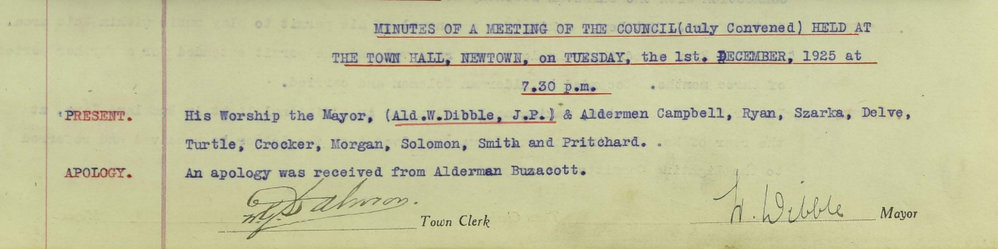 MINUTES OF A MEETING OF THE COUNCIL(duly Convened) HELD AT
THE TOWN HALL, NEWTOWN, on TUESDAY, the 1st. DECEMBER, 1925 at
7.30 p.m.
PRESENT. His Worship the Mayor, (Ald.W.Dibble, J.P.) & Aldermen Campbell, Ryan, Szarka, Delve,
Turtle, Crocker, Morgan, Solomon, Smith and Pritchard. .
APOLOGY. An apology was received from Alderman Buzacott.
Salmon. Town Clerk W. Dibble Mayor